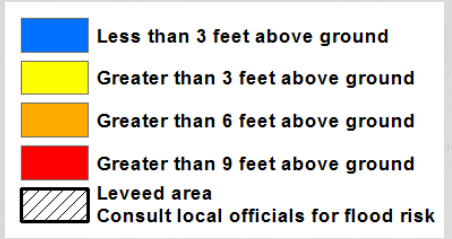 Less than 3 feet above ground
Greater than 3 feet above ground
Greater than 6 feet above ground
Greater than 9 feet above ground
Leveed area
Consult local officials for flood risk